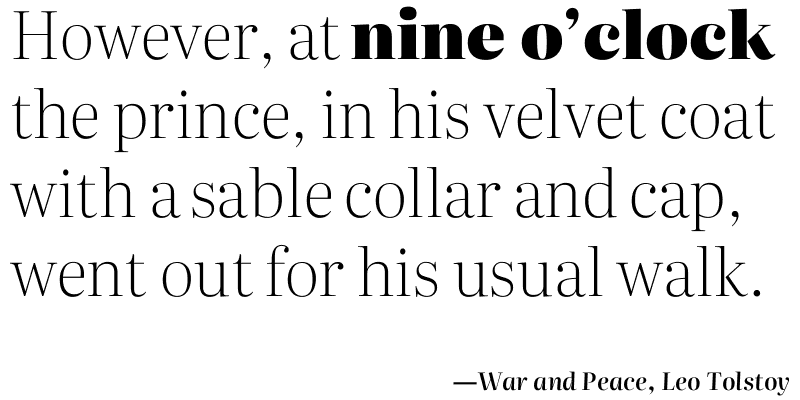 However, at nine o’clock
the prince, in his velvet coat
with a sable collar and cap,
went out for his usual walk.
—War and Peace, Leo Tolstoy